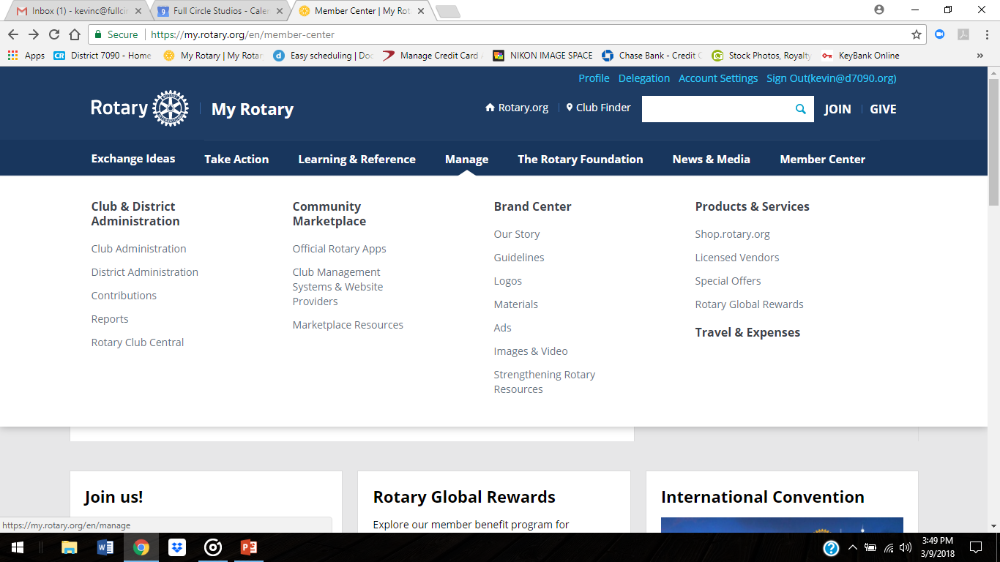 Inbox (1) - kevinc@fullcir
Full Circle Studios - Caler
Member Center | My Rot
Secure
https://my.rotary.org/en/member-center
Apps
CR District 7090 - Home
My Rotary | My Rotar
d Easy scheduling | Doo
Manage Credit Card A
NIKON IMAGE SPACE
Chase Bank - Credit C
Stock Photos, Royalty
KeyBank Online
»
Profile Delegation Account Settings Sign Out(kevin@d7090.org)
Rotary
My Rotary
Rotary.org
Club Finder
JOIN
GIVE
Exchange Ideas Take Action Learning & Reference Manage The Rotary Foundation News & Media Member Center
Club & District
Administration
Club Administration
District Administration
Contributions
Reports
Rotary Club Central
Community
Marketplace
Official Rotary Apps
Club Management
Systems & Website
Providers
Marketplace Resources
Brand Center
Our Story
Guidelines
Logos
Materials
Ads
Images & Video
Strengthening Rotary
Resources
Products & Services
Shop.rotary.org
Licensed Vendors
Special Offers
Rotary Global Rewards
Travel & Expenses
Join us!
Rotary Global Rewards
Explore our member benefit program for
International Convention
https://my.rotary.org/en/manage
3:49 PM
3/9/2018